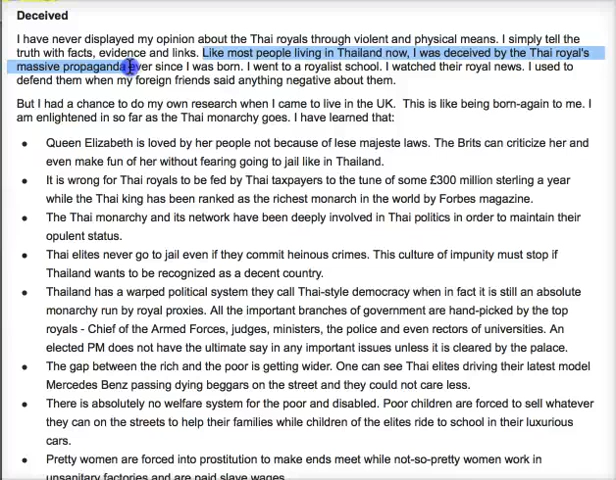 Deceived
I have never displayed my opinion about the Thai royals through violent and physical means. I simply tell the
truth with facts, evidence and links. Like most people living in Thailand now, I was deceived by the Thai royal's
massive propaganda ever since I was born. I went to a royalist school. I watched their royal news. I used to
defend them when my foreign friends said anything negative about them.
But I had a chance to do my own research when I came to live in the UK. This is like being born-again to me. I
am enlightened in so far as the Thai monarchy goes. I have learned that:
• Queen Elizabeth is loved by her people not because of lese majeste laws. The Brits can criticize her and
even make fun of her without fearing going to jail like in Thailand.
• It is wrong for Thai royals to be fed by Thai taxpayers to the tune of some £300 million sterling a year
while the Thai king has been ranked as the richest monarch in the world by Forbes magazine.
• The Thai monarchy and its network have been deeply involved in Thai politics in order to maintain their
opulent status.
• Thai elites never go to jail even if they commit heinous crimes. This culture of impunity must stop if
Thailand wants to be recognized as a decent country.
• Thailand has a warped political system they call Thai-style democracy when in fact it is still an absolute
monarchy run by royal proxies. All the important branches of government are hand-picked by the top
royals - Chief of the Armed Forces, judges, ministers, the police and even rectors of universities. An
elected PM does not have the ultimate say in any important issues unless it is cleared by the palace.
• The gap between the rich and the poor is getting wider. One can see Thai elites driving their latest model
Mercedes Benz passing dying beggars on the street and they could not care less.
• There is absolutely no welfare system for the poor and disabled. Poor children are forced to sell whatever
they can on the streets to help their families while children of the elites ride to school in their luxurious
cars.
• Pretty women are forced into prostitution to make ends meet while not-so-pretty women work in
unsanitary factories and are paid slave wages.